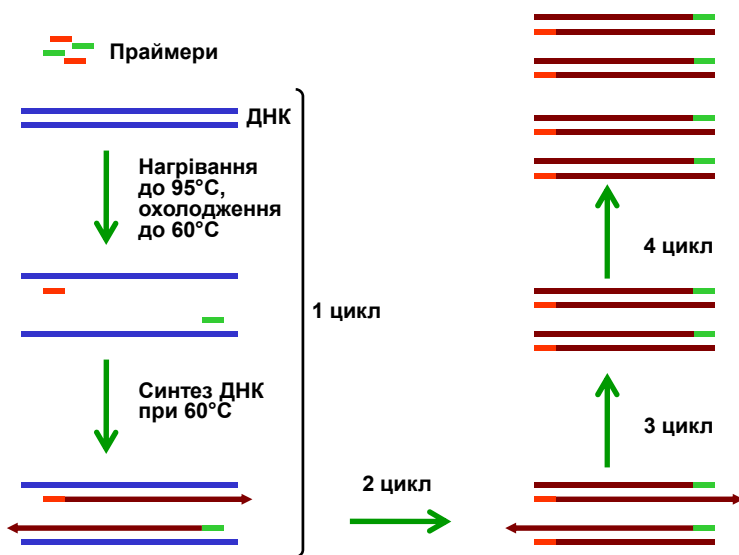 Праймери
ДНК
Нагрівання
до 95°С,
охолодження
до 60°С
1 цикл
Синтез ДНК
при 60°С
2 цикл
3 цикл
4 цикл